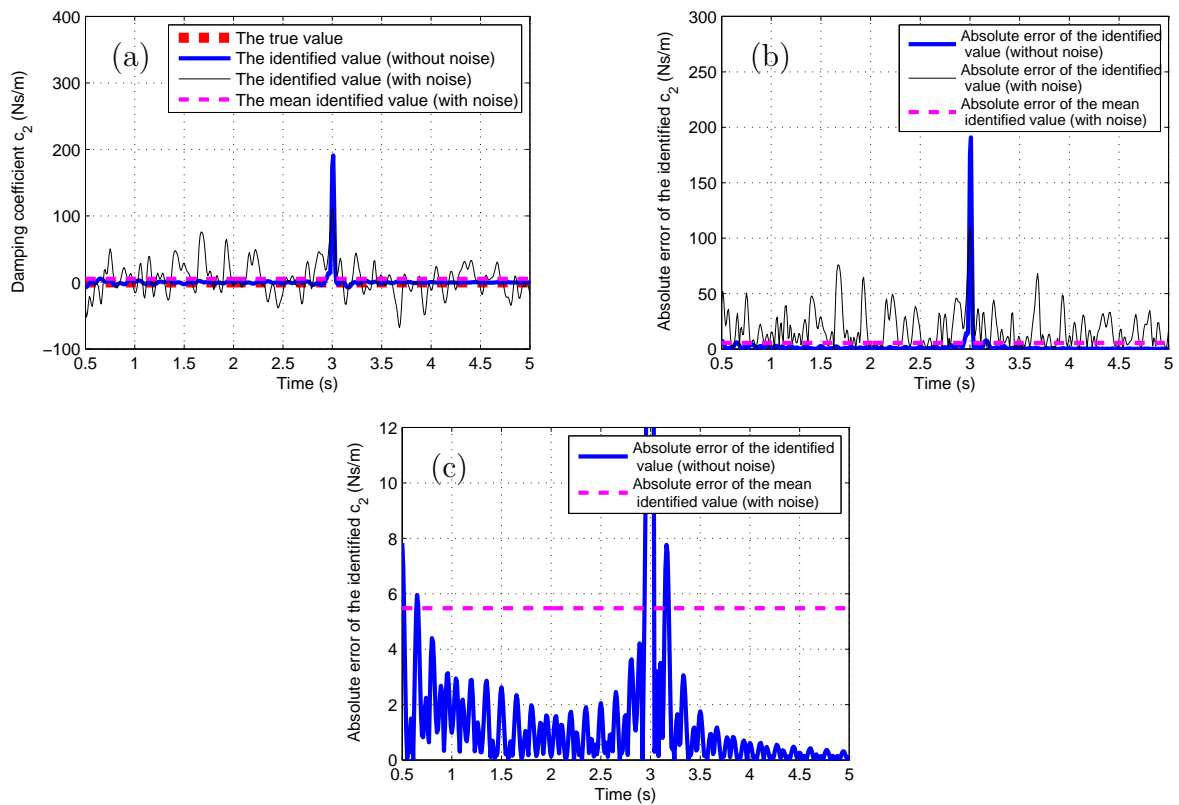 (a)
The true value
The identified value (without noise)
The identified value (with noise)
The mean identified value (with noise)
Damping coefficient c₂ (Ns/m)
400
300
200
100
0
−100
0.5 1 1.5 2 2.5 3 3.5 4 4.5 5
Time (s)
(b)
Absolute error of the identified
value (without noise)
Absolute error of the identified
value (with noise)
Absolute error of the mean
identified value (with noise)
Absolute error of the identified c₂ (Ns/m)
300
250
200
150
100
50
0
0.5 1 1.5 2 2.5 3 3.5 4 4.5 5
Time (s)
(c)
Absolute error of the identified
value (without noise)
Absolute error of the mean
identified value (with noise)
Absolute error of the identified c₂ (Ns/m)
12
10
8
6
4
2
0
0.5 1 1.5 2 2.5 3 3.5 4 4.5 5
Time (s)